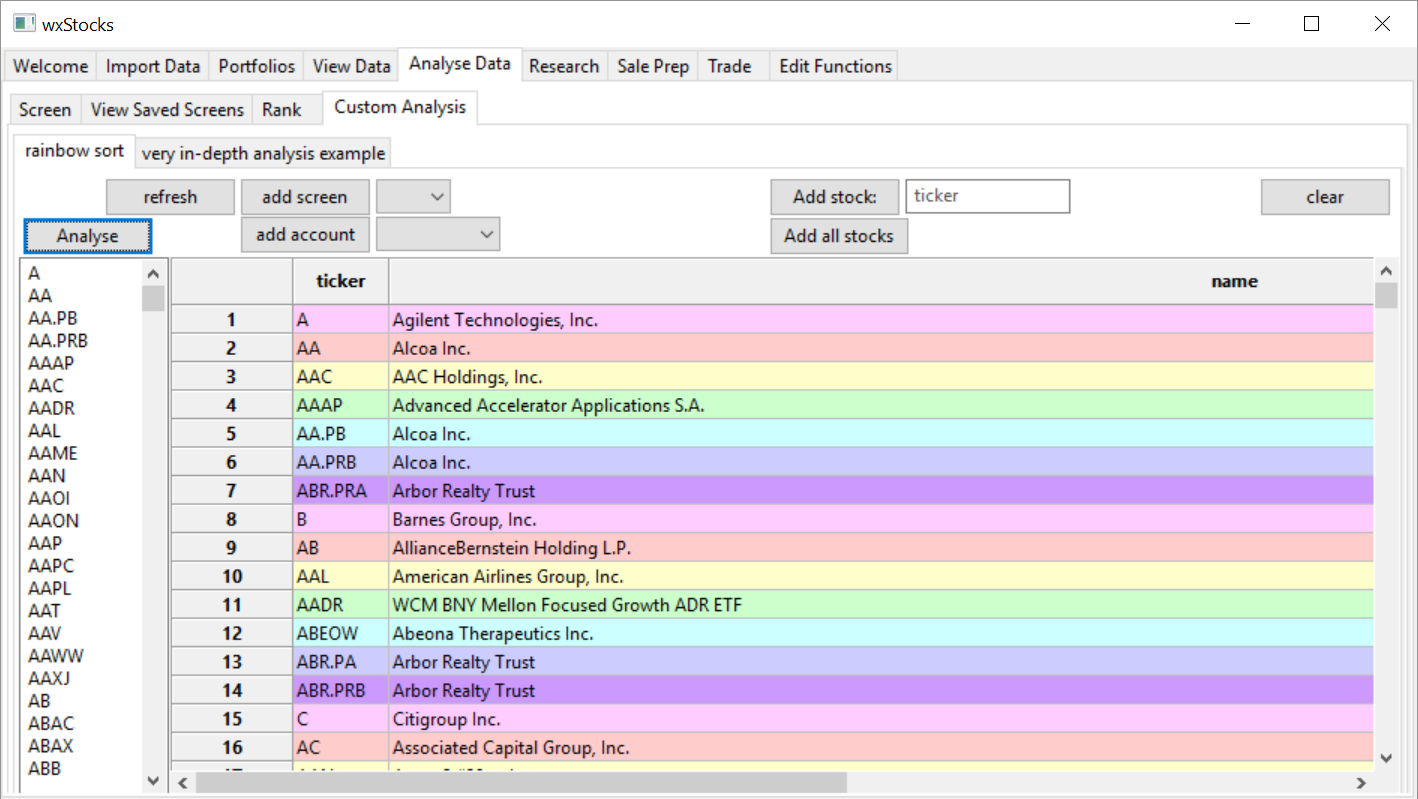 wxStocks
Welcome Import Data Portfolios View Data Analyse Data Research Sale Prep Trade Edit Functions
Screen View Saved Screens Rank Custom Analysis
rainbow sort very in-depth analysis example
refresh add screen Add stock: ticker clear
Analyse add account Add all stocks
A
AA
AA.PB
AA.PRB
AAAP
AAC
AADR
AAL
AAME
AAN
AAOI
AAON
AAP
AAPC
AAPL
AAT
AAV
AAWW
AAXJ
AB
ABAC
ABAX
ABB
ticker name
1 A Agilent Technologies, Inc.
2 AA Alcoa Inc.
3 AAC AAC Holdings, Inc.
4 AAAP Advanced Accelerator Applications S.A.
5 AA.PB Alcoa Inc.
6 AA.PRB Alcoa Inc.
7 ABR.PRA Arbor Realty Trust
8 B Barnes Group, Inc.
9 AB AllianceBernstein Holding L.P.
10 AAL American Airlines Group, Inc.
11 AADR WCM BNY Mellon Focused Growth ADR ETF
12 ABEOW Abeona Therapeutics Inc.
13 ABR.PA Arbor Realty Trust
14 ABR.PRB Arbor Realty Trust
15 C Citigroup Inc.
16 AC Associated Capital Group, Inc.